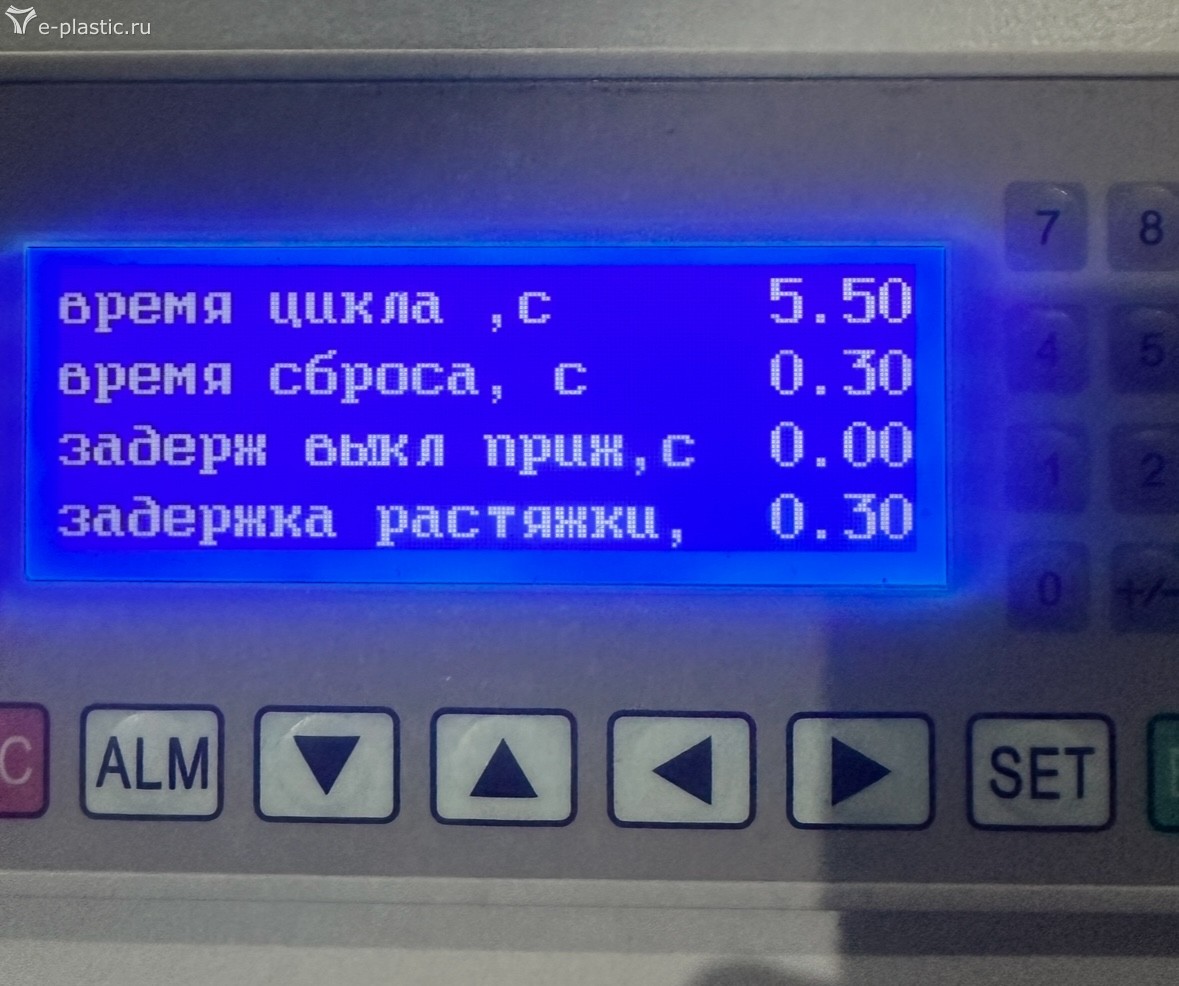 e-plastic.ru
время цикла ,с 5.50
время сброса, с 0.30
задерж выкл приж,с 0.00
задержка растяжки, 0.30
7 8
4 5
1 2
0 +/-
C ALM SET